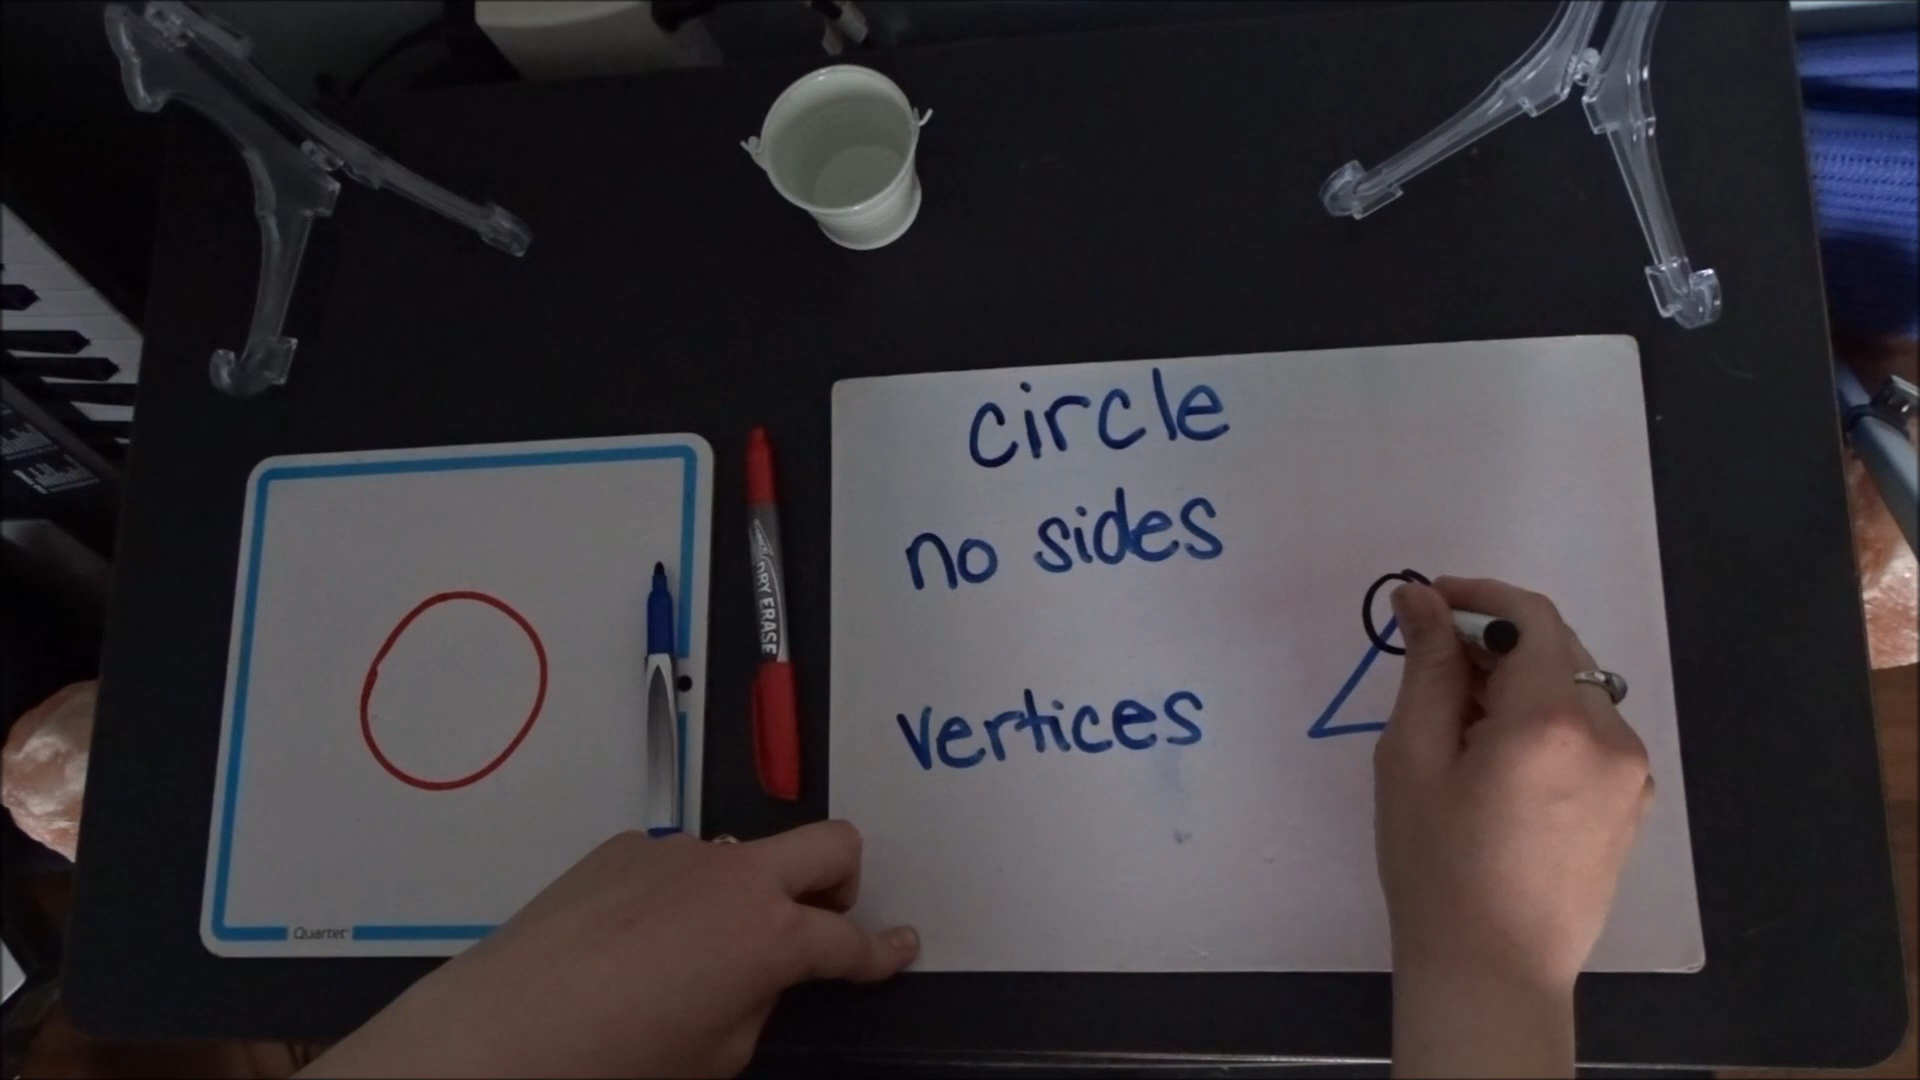 circle
no sides
vertices
DRY ERASE
Quartet